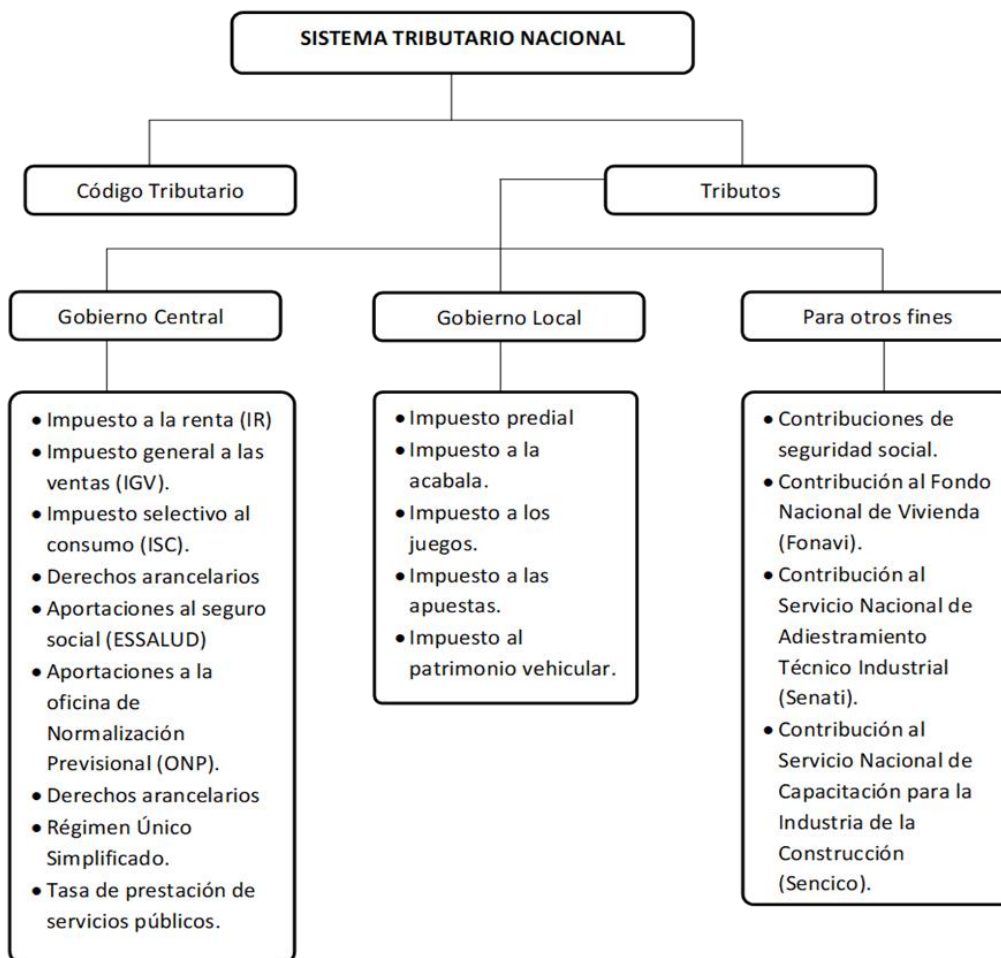 SISTEMA TRIBUTARIO NACIONAL
Código Tributario
Tributos
Gobierno Central
Gobierno Local
Para otros fines
• Impuesto a la renta (IR)
• Impuesto general a las
ventas (IGV).
• Impuesto selectivo al
consumo (ISC).
• Derechos arancelarios
• Aportaciones al seguro
social (ESSALUD)
• Aportaciones a la
oficina de
Normalización
Previsional (ONP).
• Derechos arancelarios
• Régimen Único
Simplificado.
• Tasa de prestación de
servicios públicos.
• Impuesto predial
• Impuesto a la
acabala.
• Impuesto a los
juegos.
• Impuesto a las
apuestas.
• Impuesto al
patrimonio vehicular.
• Contribuciones de
seguridad social.
• Contribución al Fondo
Nacional de Vivienda
(Fonavi).
• Contribución al
Servicio Nacional de
Adiestramiento
Técnico Industrial
(Senati).
• Contribución al
Servicio Nacional de
Capacitación para la
Industria de la
Construcción
(Sencico).